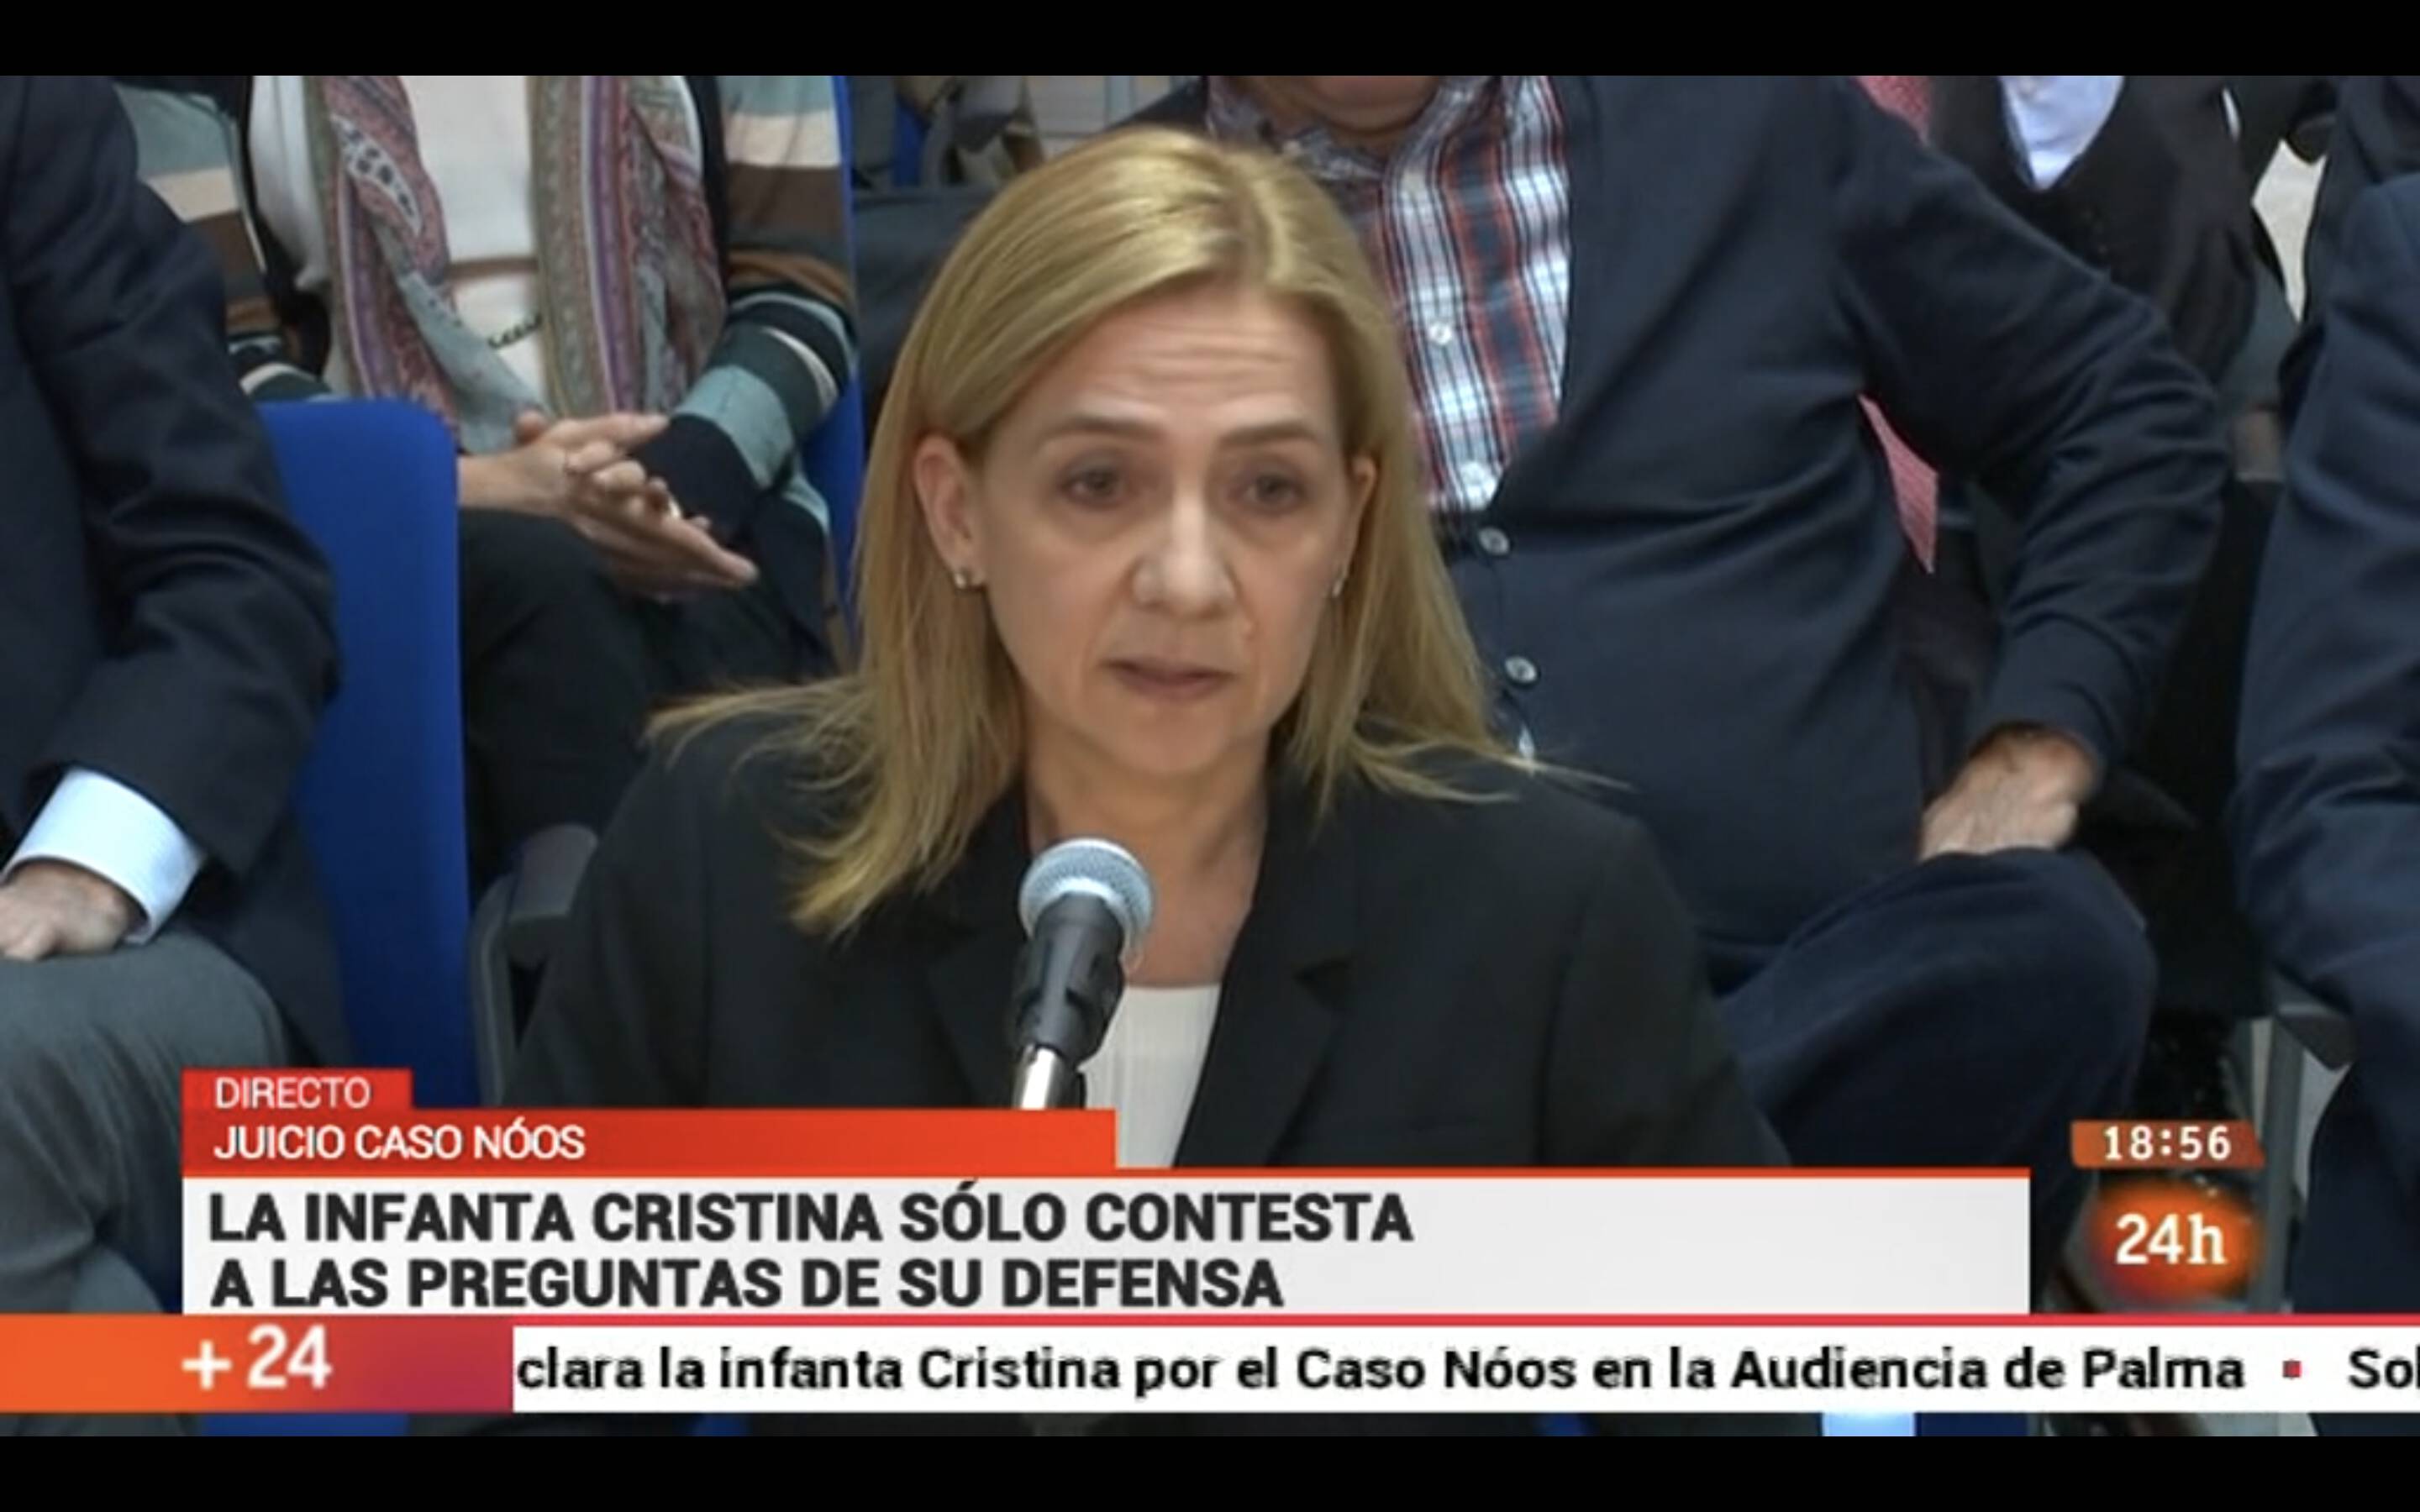 DIRECTO
JUICIO CASO NÓOS
18:56
LA INFANTA CRISTINA SÓLO CONTESTA
A LAS PREGUNTAS DE SU DEFENSA
24h
+24
clara la infanta Cristina por el Caso Nóos en la Audiencia de Palma ▪